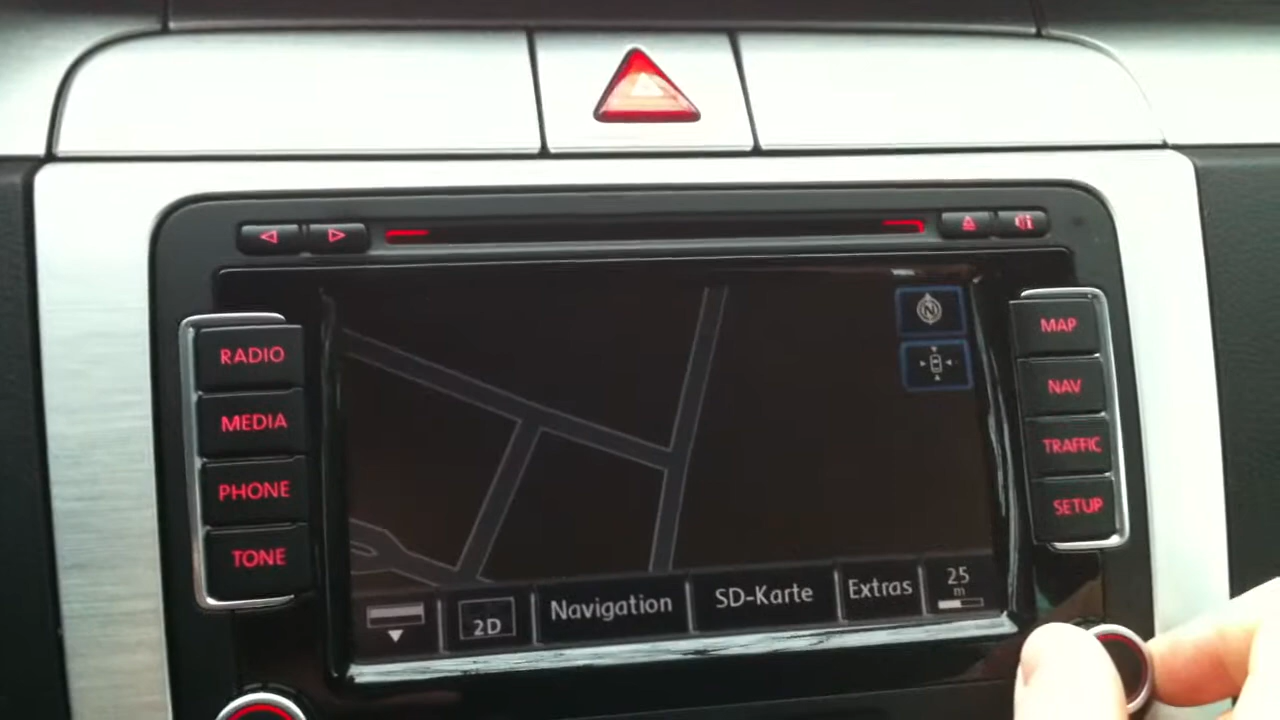 RADIO
MEDIA
PHONE
TONE
N
MAP
NAV
TRAFFIC
SETUP
2D
Navigation
SD-Karte
Extras
25
m